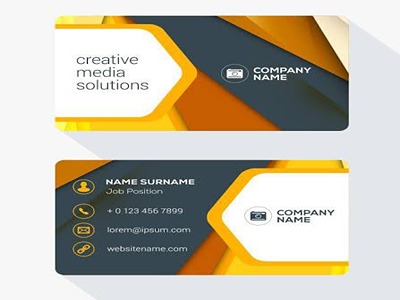 creative
media
solutions
COMPANY
NAME
NAME SURNAME
Job Position
+ 0 123 456 7899
lorem@ipsum.com
websitename.com
COMPANY
NAME